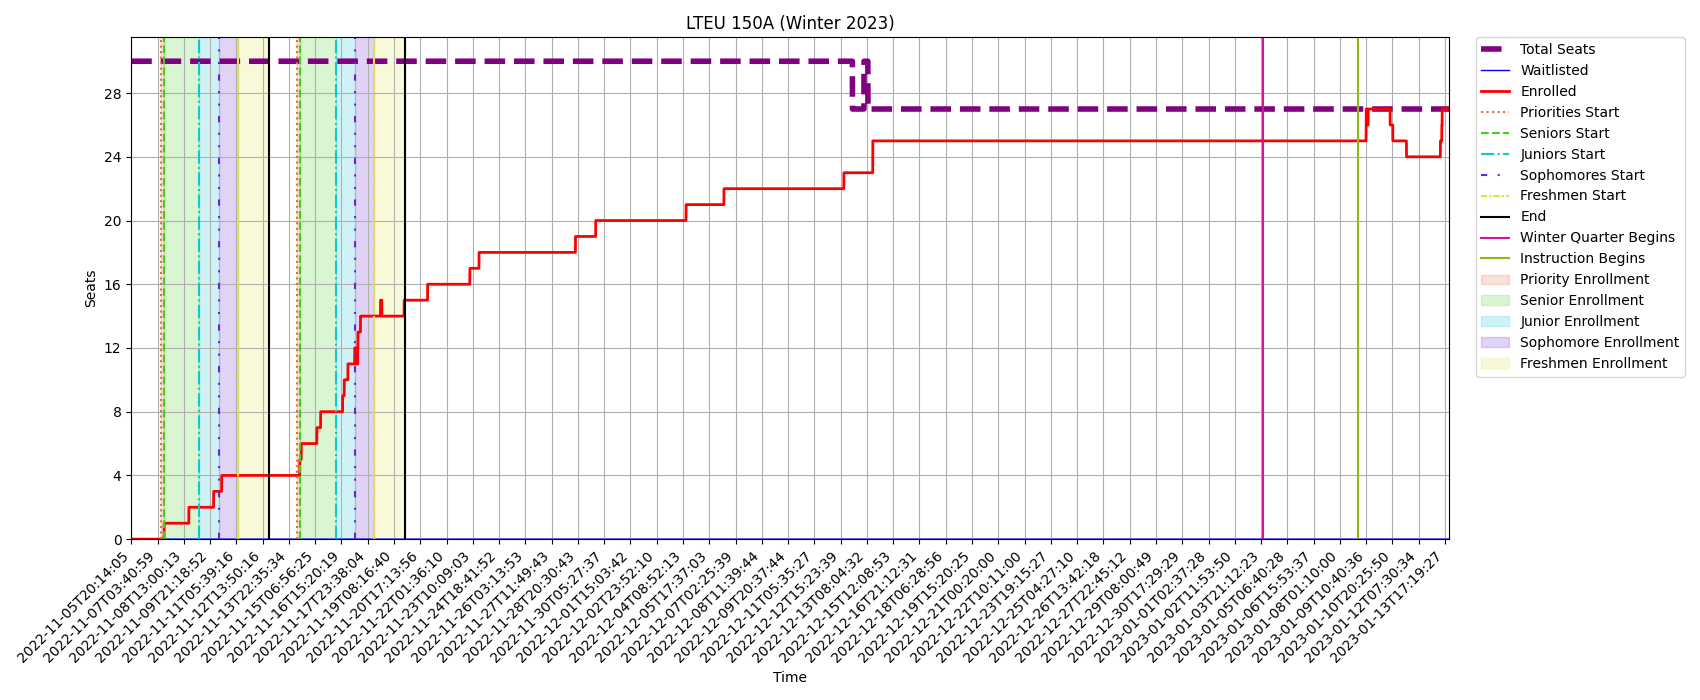 LTEU 150A (Winter 2023)
Seats
28
24
20
16
12
8
4
0
2022-11-05T20:14:05
2022-11-07T03:40:59
2022-11-08T13:00:13
2022-11-09T21:18:52
2022-11-11T05:39:16
2022-11-12T13:50:16
2022-11-13T22:35:34
2022-11-15T06:56:25
2022-11-16T15:20:19
2022-11-17T23:38:04
2022-11-19T08:16:40
2022-11-20T17:13:56
2022-11-22T01:36:10
2022-11-23T10:09:03
2022-11-24T18:41:52
2022-11-26T03:13:53
2022-11-27T11:49:43
2022-11-28T20:30:43
2022-11-30T05:27:37
2022-12-01T15:03:42
2022-12-02T23:52:10
2022-12-04T08:52:13
2022-12-05T17:37:03
2022-12-07T02:25:39
2022-12-08T11:39:44
2022-12-09T20:37:44
2022-12-11T05:35:27
2022-12-12T15:23:39
2022-12-13T08:04:32
2022-12-15T12:08:53
2022-12-16T21:12:31
2022-12-18T06:28:56
2022-12-19T15:20:25
2022-12-21T00:20:00
2022-12-22T10:11:00
2022-12-23T19:15:27
2022-12-25T04:27:10
2022-12-26T13:42:18
2022-12-27T22:45:12
2022-12-29T08:00:49
2022-12-30T17:29:29
2023-01-01T02:37:28
2023-01-02T11:53:50
2023-01-03T21:12:23
2023-01-05T06:40:28
2023-01-06T15:53:37
2023-01-08T01:10:00
2023-01-09T10:40:36
2023-01-10T20:25:50
2023-01-12T07:30:34
2023-01-13T17:19:27
Time
Total Seats
Waitlisted
Enrolled
Priorities Start
Seniors Start
Juniors Start
Sophomores Start
Freshmen Start
End
Winter Quarter Begins
Instruction Begins
Priority Enrollment
Senior Enrollment
Junior Enrollment
Sophomore Enrollment
Freshmen Enrollment